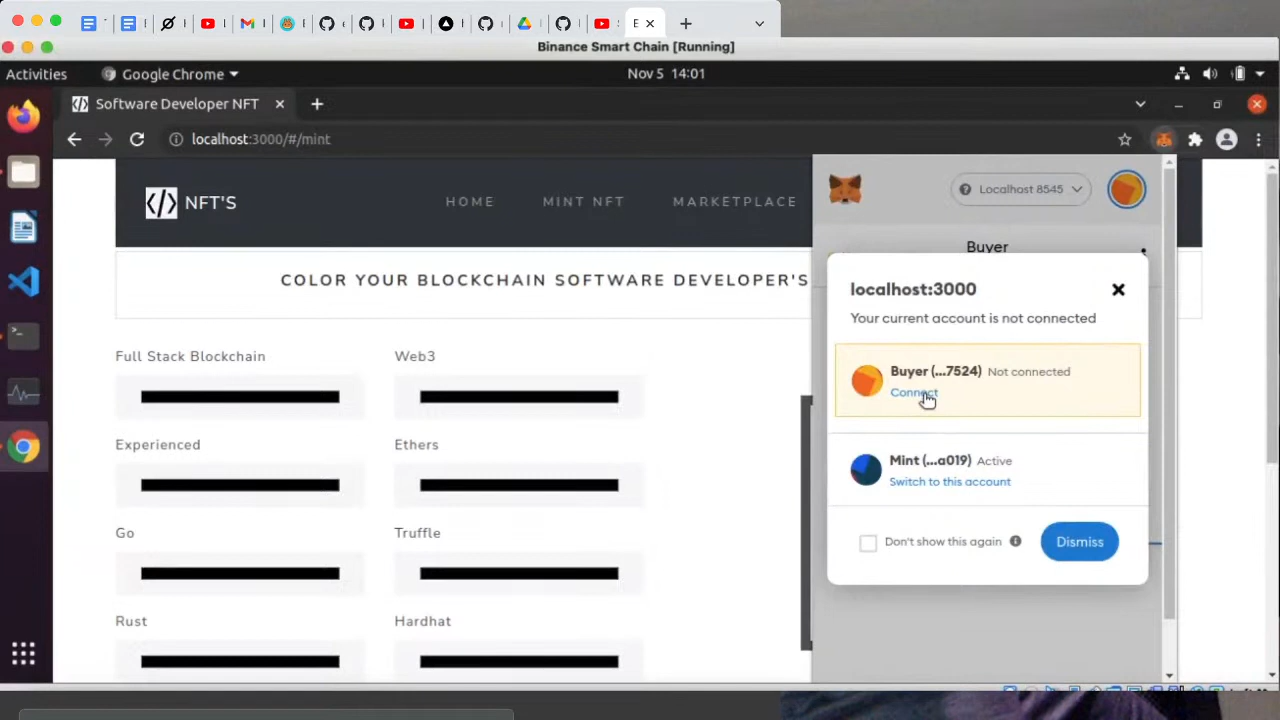 Binance Smart Chain [Running]
Activities
Google Chrome
Nov 5 14:01
Software Developer NFT
localhost:3000/#/mint
</> NFT'S
HOME
MINT NFT
MARKETPLACE
Localhost 8545
Buyer
COLOR YOUR BLOCKCHAIN SOFTWARE DEVELOPER'S
localhost:3000
Your current account is not connected
Buyer (...7524) Not connected
Connect
Mint (...a019) Active
Switch to this account
Don't show this again
Dismiss
Full Stack Blockchain
Web3
Experienced
Ethers
Go
Truffle
Rust
Hardhat